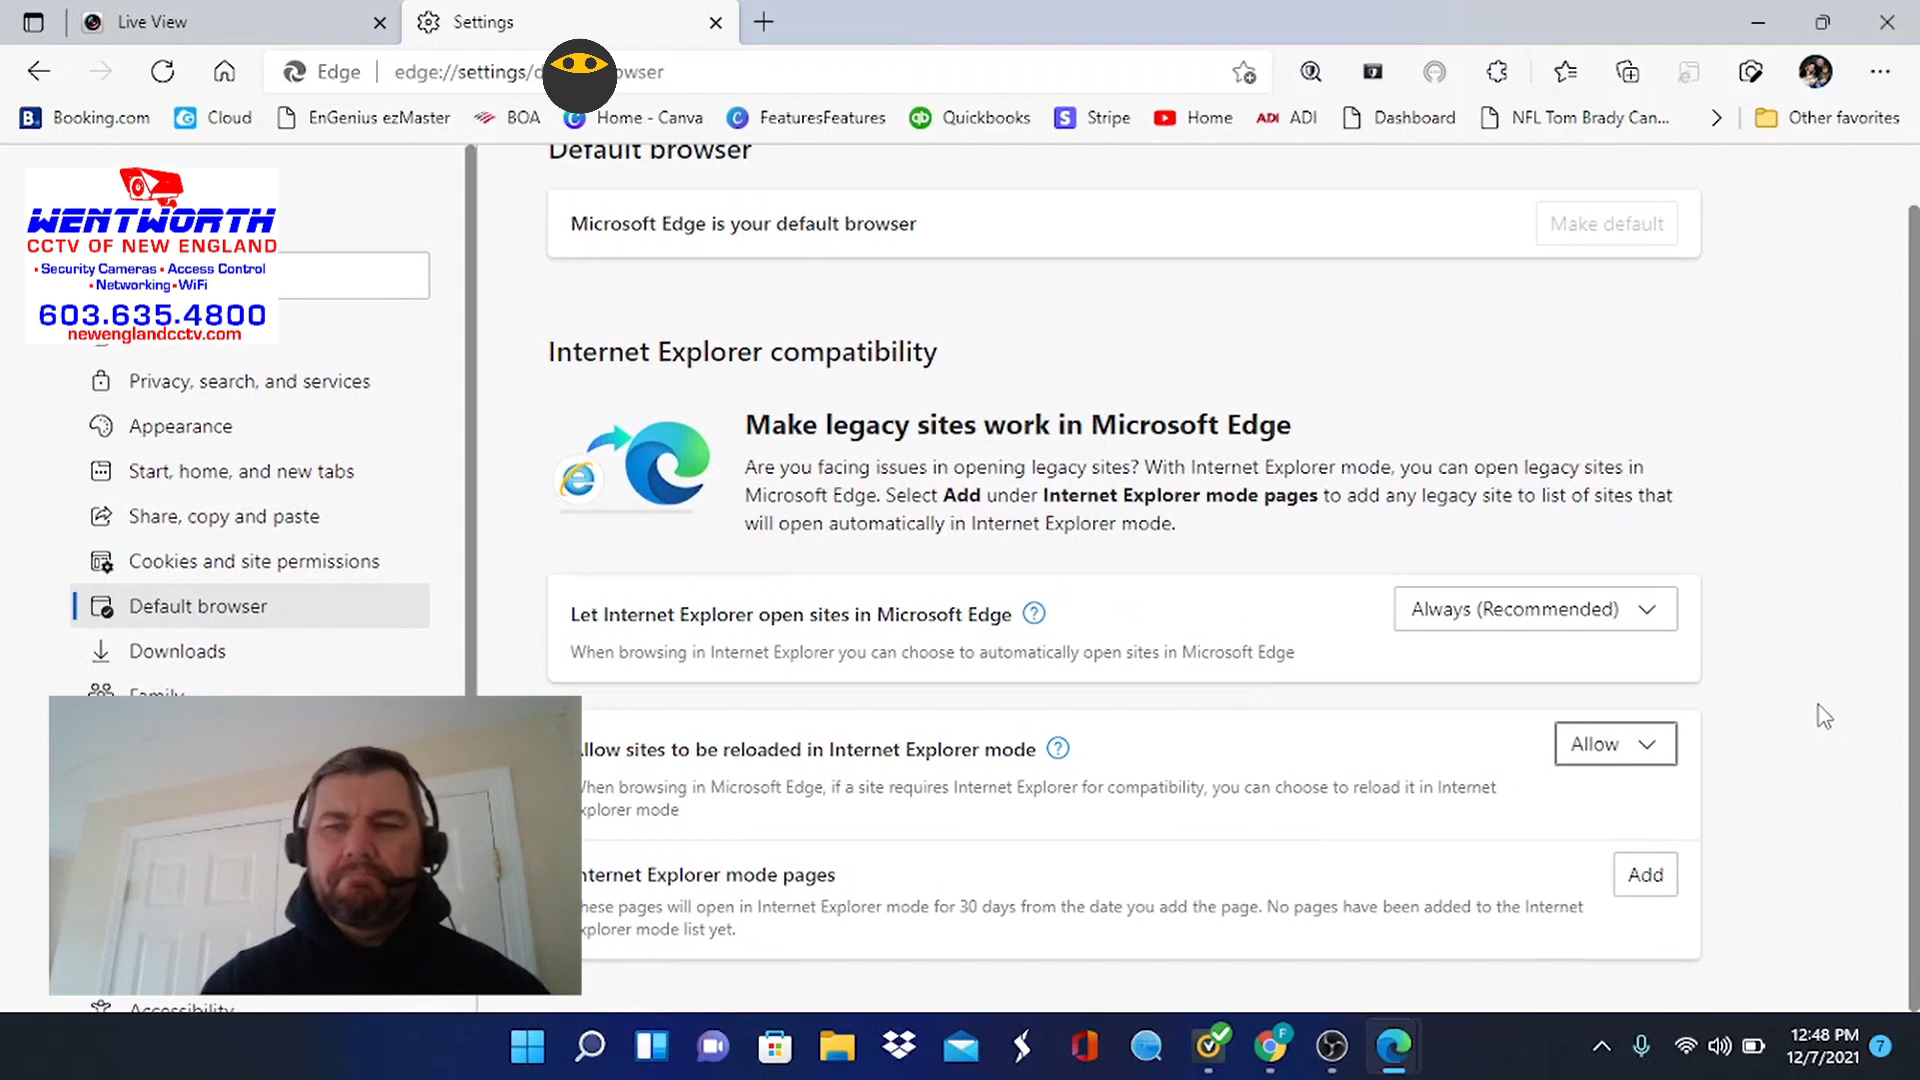 Live View
Settings
Edge
edge://settings/d
owser
Booking.com
Cloud
EnGenius ezMaster
BOA
Home - Canva
FeaturesFeatures
Quickbooks
Stripe
Home
ADI ADI
Dashboard
NFL Tom Brady Can...
Other favorites
WENTWORTH
CCTV OF NEW ENGLAND
• Security Cameras • Access Control
• Networking • WiFi
603.635.4800
newenglandcctv.com
Privacy, search, and services
Appearance
Start, home, and new tabs
Share, copy and paste
Cookies and site permissions
Default browser
Downloads
Family
Accessibility
Default browser
Microsoft Edge is your default browser
Make default
Internet Explorer compatibility
Make legacy sites work in Microsoft Edge
Are you facing issues in opening legacy sites? With Internet Explorer mode, you can open legacy sites in
Microsoft Edge. Select Add under Internet Explorer mode pages to add any legacy site to list of sites that
will open automatically in Internet Explorer mode.
Let Internet Explorer open sites in Microsoft Edge
Always (Recommended)
When browsing in Internet Explorer you can choose to automatically open sites in Microsoft Edge
llow sites to be reloaded in Internet Explorer mode
Allow
hen browsing in Microsoft Edge, if a site requires Internet Explorer for compatibility, you can choose to reload it in Internet
xplorer mode
nternet Explorer mode pages
Add
hese pages will open in Internet Explorer mode for 30 days from the date you add the page. No pages have been added to the Internet
xplorer mode list yet.
12:48 PM
12/7/2021
7